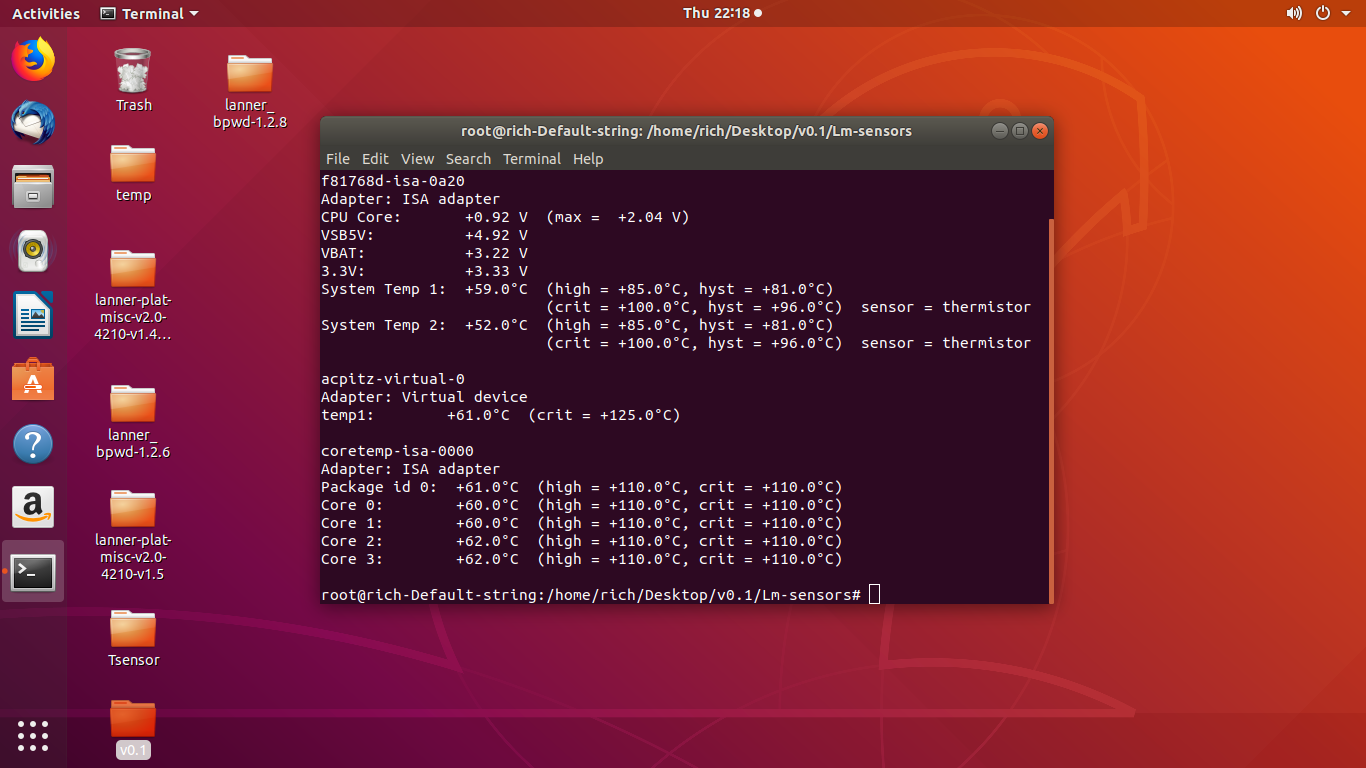 Activities Terminal Thu 22:18
Trash
lanner_
bpwd-1.2.8
temp
lanner-plat-
misc-v2.0-
4210-v1.4…
lanner_
bpwd-1.2.6
lanner-plat-
misc-v2.0-
4210-v1.5
Tsensor
v0.1
root@rich-Default-string: /home/rich/Desktop/v0.1/Lm-sensors
File Edit View Search Terminal Help
f81768d-isa-0a20
Adapter: ISA adapter
CPU Core:       +0.92 V  (max =  +2.04 V)
VSB5V:          +4.92 V
VBAT:           +3.22 V
3.3V:           +3.33 V
System Temp 1:  +59.0°C  (high = +85.0°C, hyst = +81.0°C)
                         (crit = +100.0°C, hyst = +96.0°C)  sensor = thermistor
System Temp 2:  +52.0°C  (high = +85.0°C, hyst = +81.0°C)
                         (crit = +100.0°C, hyst = +96.0°C)  sensor = thermistor
acpitz-virtual-0
Adapter: Virtual device
temp1:        +61.0°C  (crit = +125.0°C)
coretemp-isa-0000
Adapter: ISA adapter
Package id 0:  +61.0°C  (high = +110.0°C, crit = +110.0°C)
Core 0:        +60.0°C  (high = +110.0°C, crit = +110.0°C)
Core 1:        +60.0°C  (high = +110.0°C, crit = +110.0°C)
Core 2:        +62.0°C  (high = +110.0°C, crit = +110.0°C)
Core 3:        +62.0°C  (high = +110.0°C, crit = +110.0°C)
root@rich-Default-string:/home/rich/Desktop/v0.1/Lm-sensors#